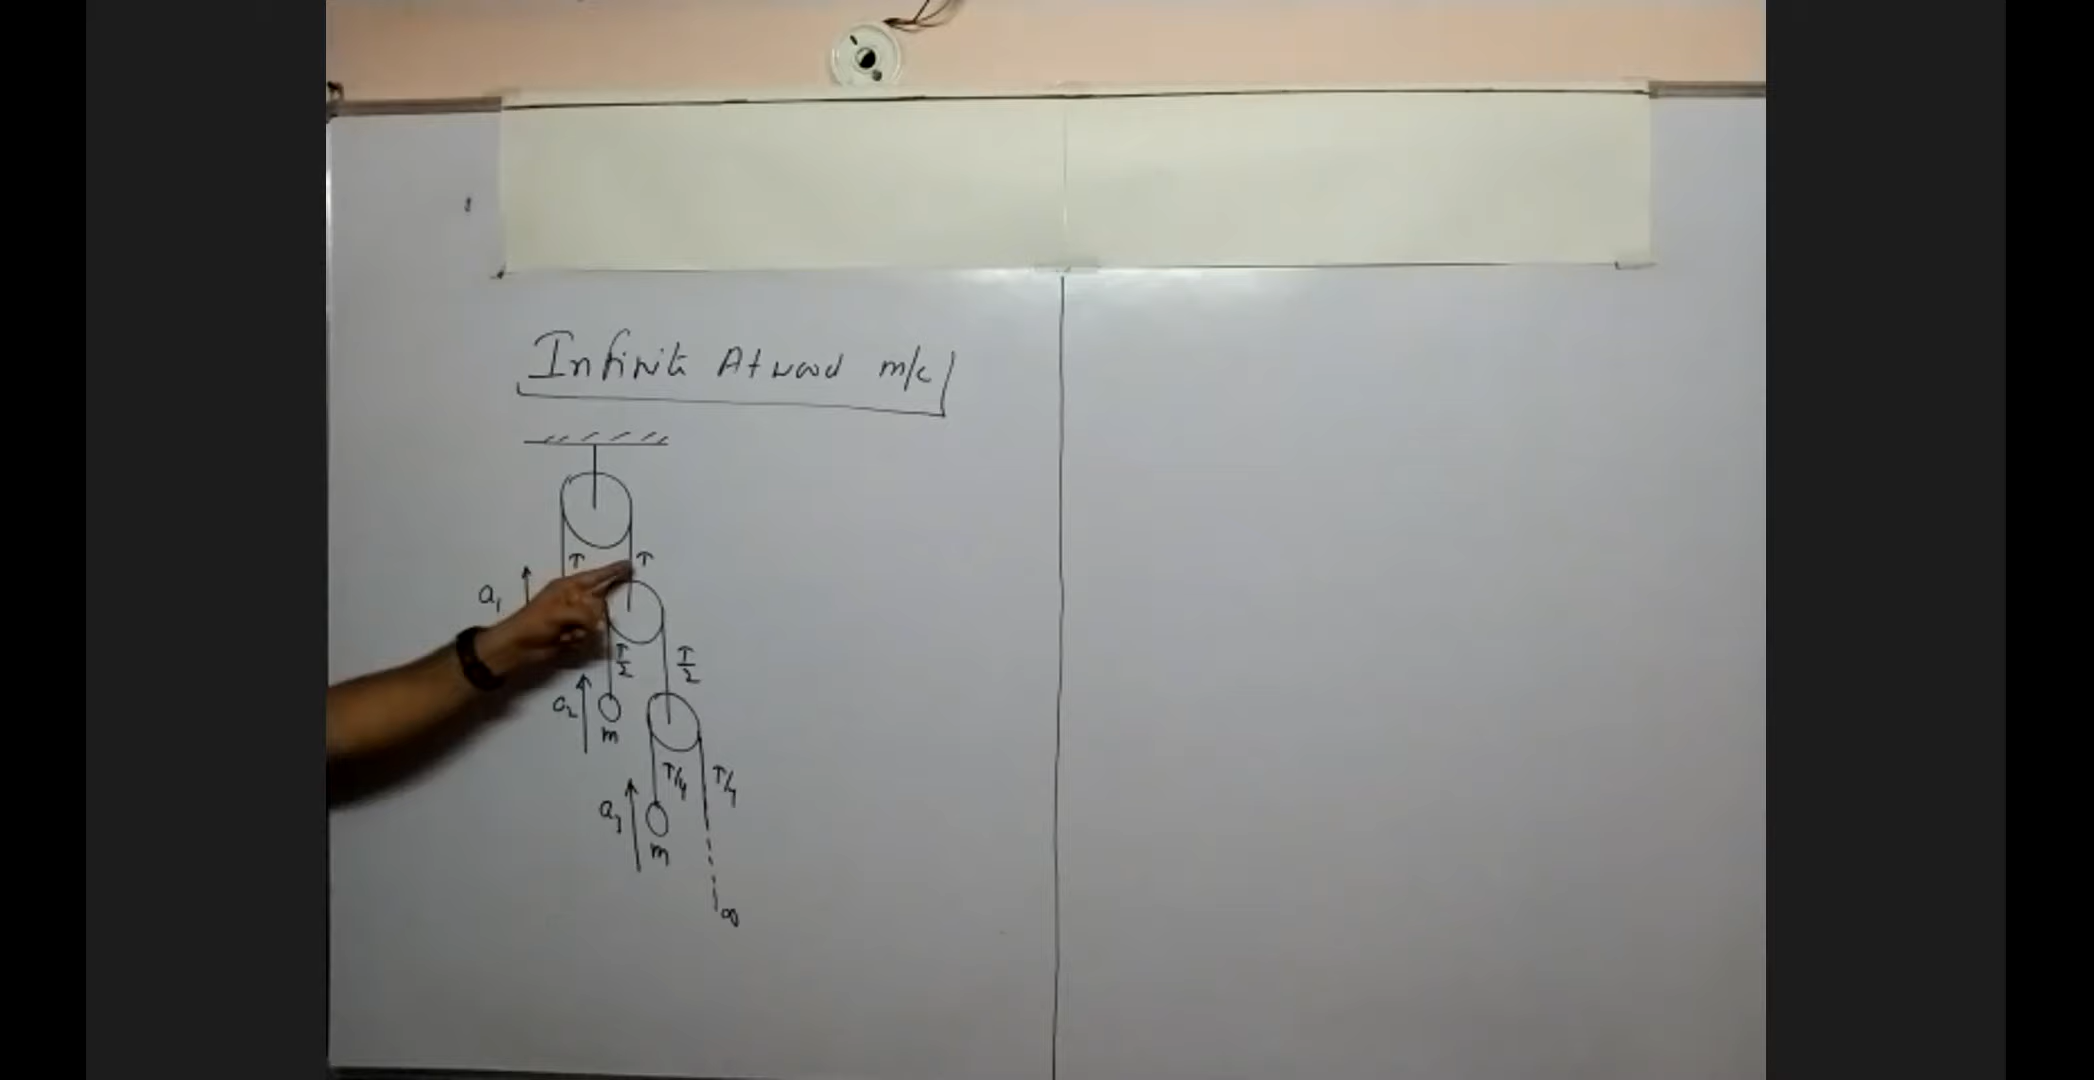 Infinite Atwood m/c
T T
a₁
T/2 T/2
a₂
m
T/4 T/4
a₃
m
∞